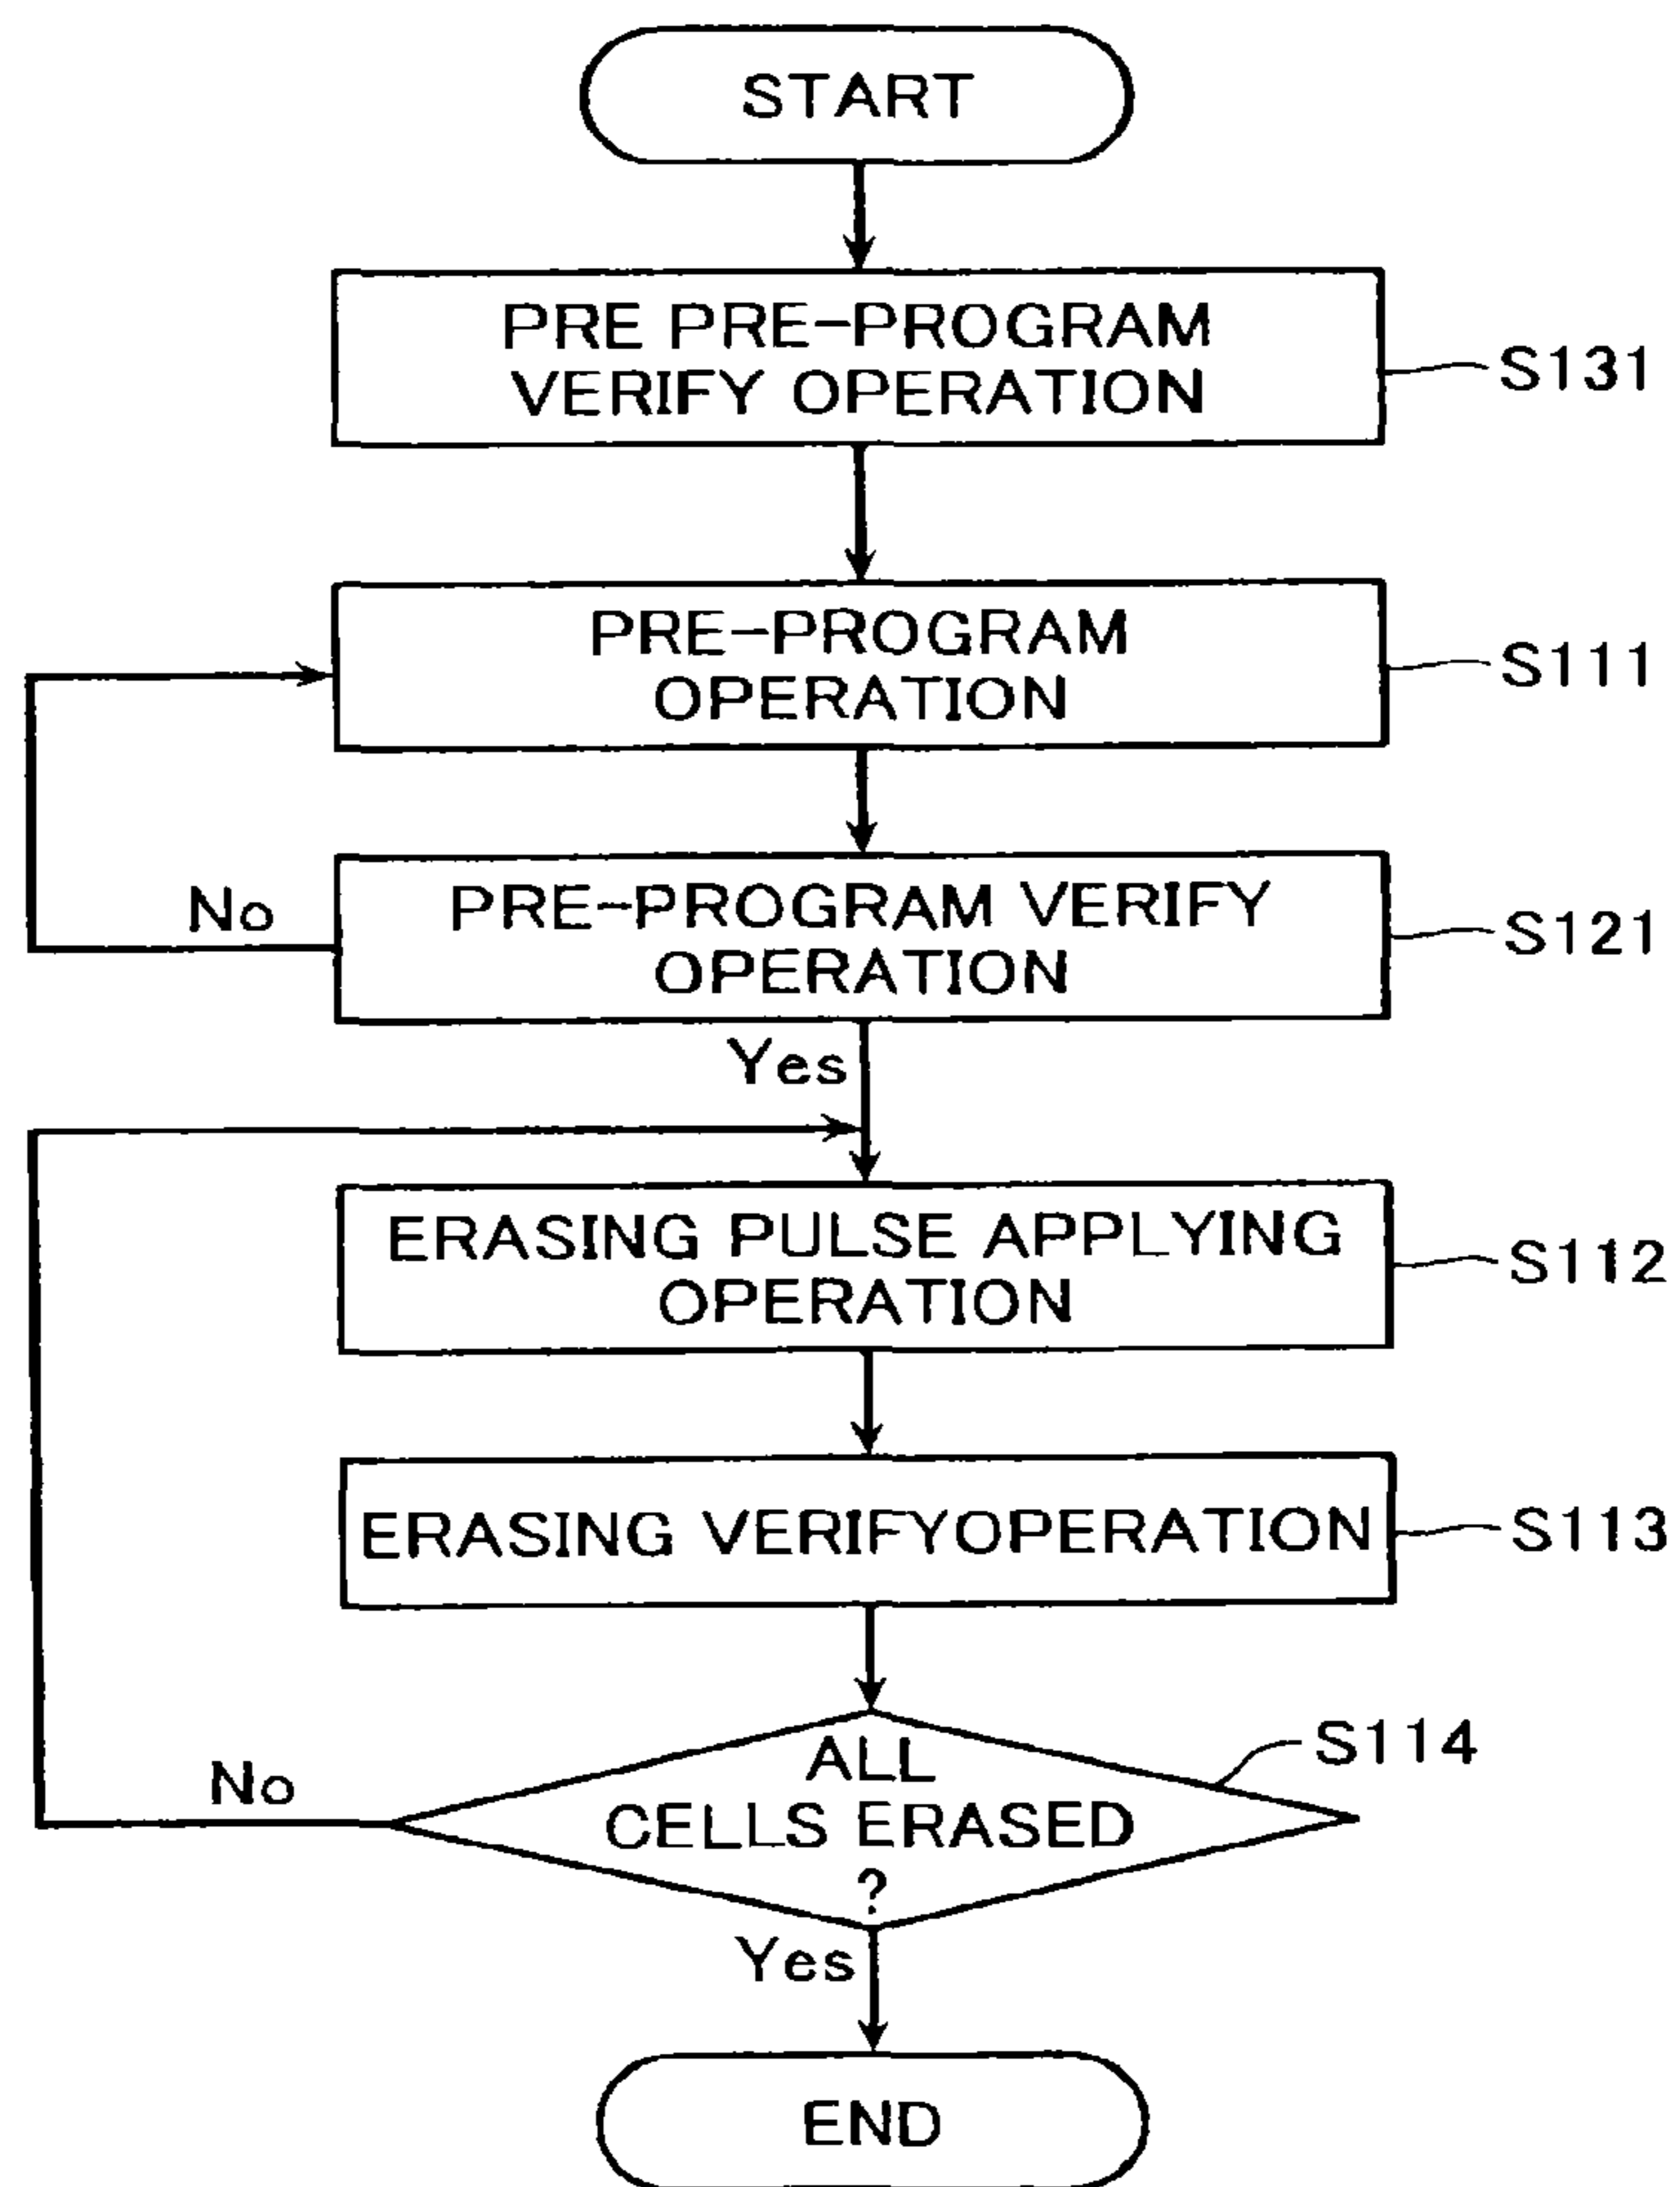 START
PRE PRE-PROGRAM
VERIFY OPERATION
S131
PRE-PROGRAM
OPERATION
S111
No
PRE-PROGRAM VERIFY
OPERATION
S121
Yes
ERASING PULSE APPLYING
OPERATION
S112
ERASING VERIFYOPERATION
S113
ALL
CELLS ERASED
?
S114
No
Yes
END